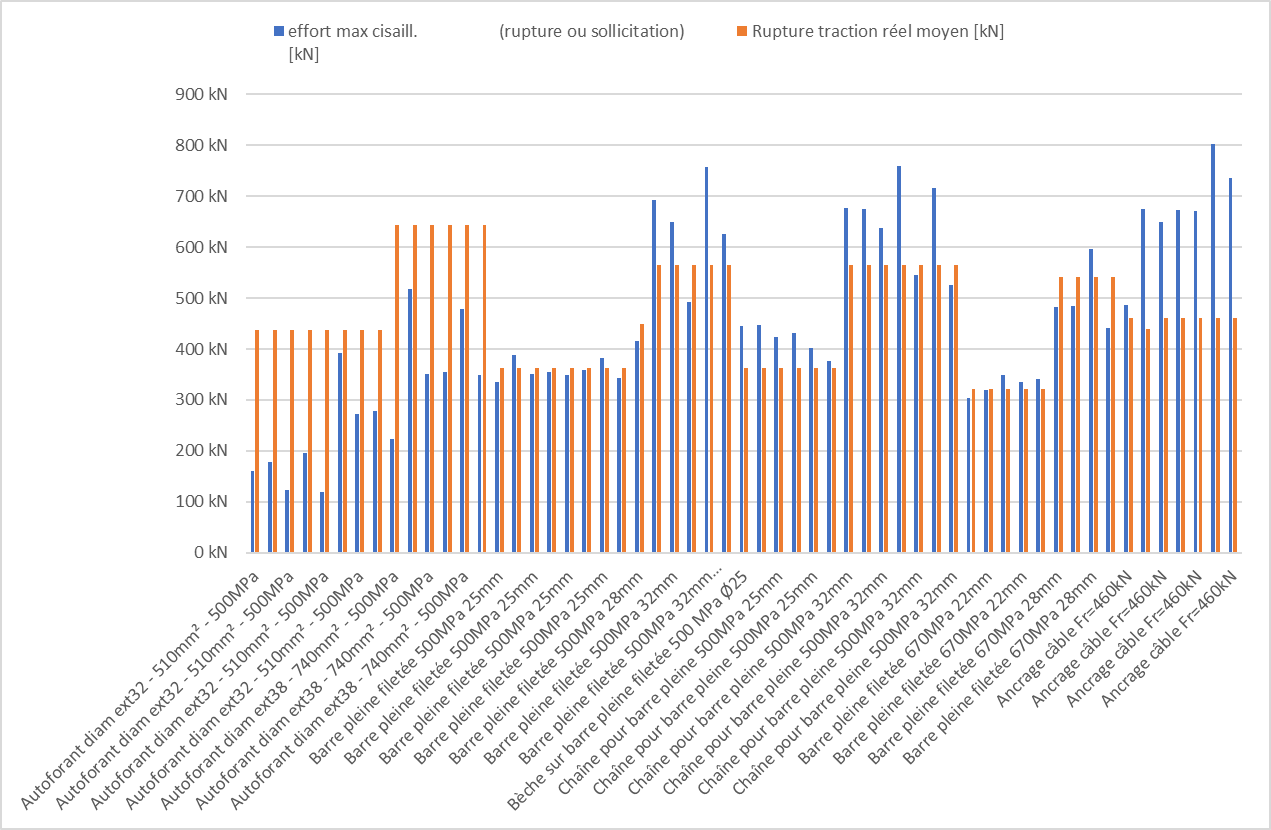 effort max cisaill. (rupture ou sollicitation)
[kN]
Rupture traction réel moyen [kN]
900 kN
800 kN
700 kN
600 kN
500 kN
400 kN
300 kN
200 kN
100 kN
0 kN
Autoforant diam ext32 - 510mm² - 500MPa
Autoforant diam ext32 - 510mm² - 500MPa
Autoforant diam ext32 - 510mm² - 500MPa
Autoforant diam ext32 - 510mm² - 500MPa
Autoforant diam ext38 - 740mm² - 500MPa
Autoforant diam ext38 - 740mm² - 500MPa
Autoforant diam ext38 - 740mm² - 500MPa
Barre pleine filetée 500MPa 25mm
Barre pleine filetée 500MPa 25mm
Barre pleine filetée 500MPa 25mm
Barre pleine filetée 500MPa 25mm
Barre pleine filetée 500MPa 28mm
Barre pleine filetée 500MPa 32mm
Barre pleine filetée 500MPa 32mm…
Bèche sur barre pleine filetée 500 MPa Ø25
Chaîne pour barre pleine 500MPa 25mm
Chaîne pour barre pleine 500MPa 25mm
Chaîne pour barre pleine 500MPa 32mm
Chaîne pour barre pleine 500MPa 32mm
Chaîne pour barre pleine 500MPa 32mm
Chaîne pour barre pleine 500MPa 32mm
Barre pleine filetée 670MPa 22mm
Barre pleine filetée 670MPa 22mm
Barre pleine filetée 670MPa 28mm
Barre pleine filetée 670MPa 28mm
Ancrage câble Fr=460kN
Ancrage câble Fr=460kN
Ancrage câble Fr=460kN
Ancrage câble Fr=460kN